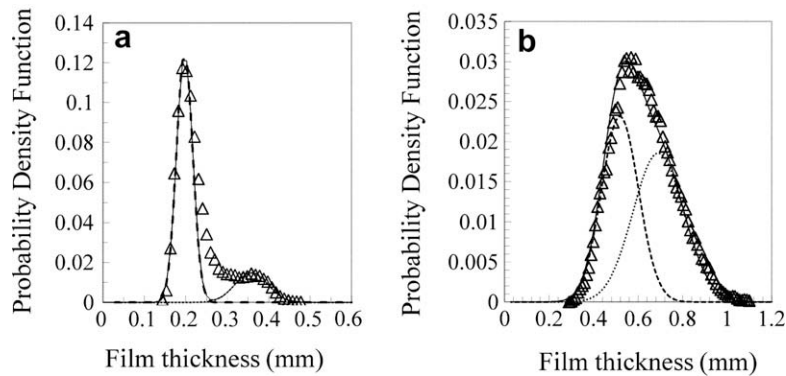 a
Probability Density Function
0.14
0.12
0.1
0.08
0.06
0.04
0.02
0
0 0.1 0.2 0.3 0.4 0.5 0.6
Film thickness (mm)
b
Probability Density Function
0.035
0.03
0.025
0.02
0.015
0.01
0.005
0
0 0.2 0.4 0.6 0.8 1 1.2
Film thickness (mm)